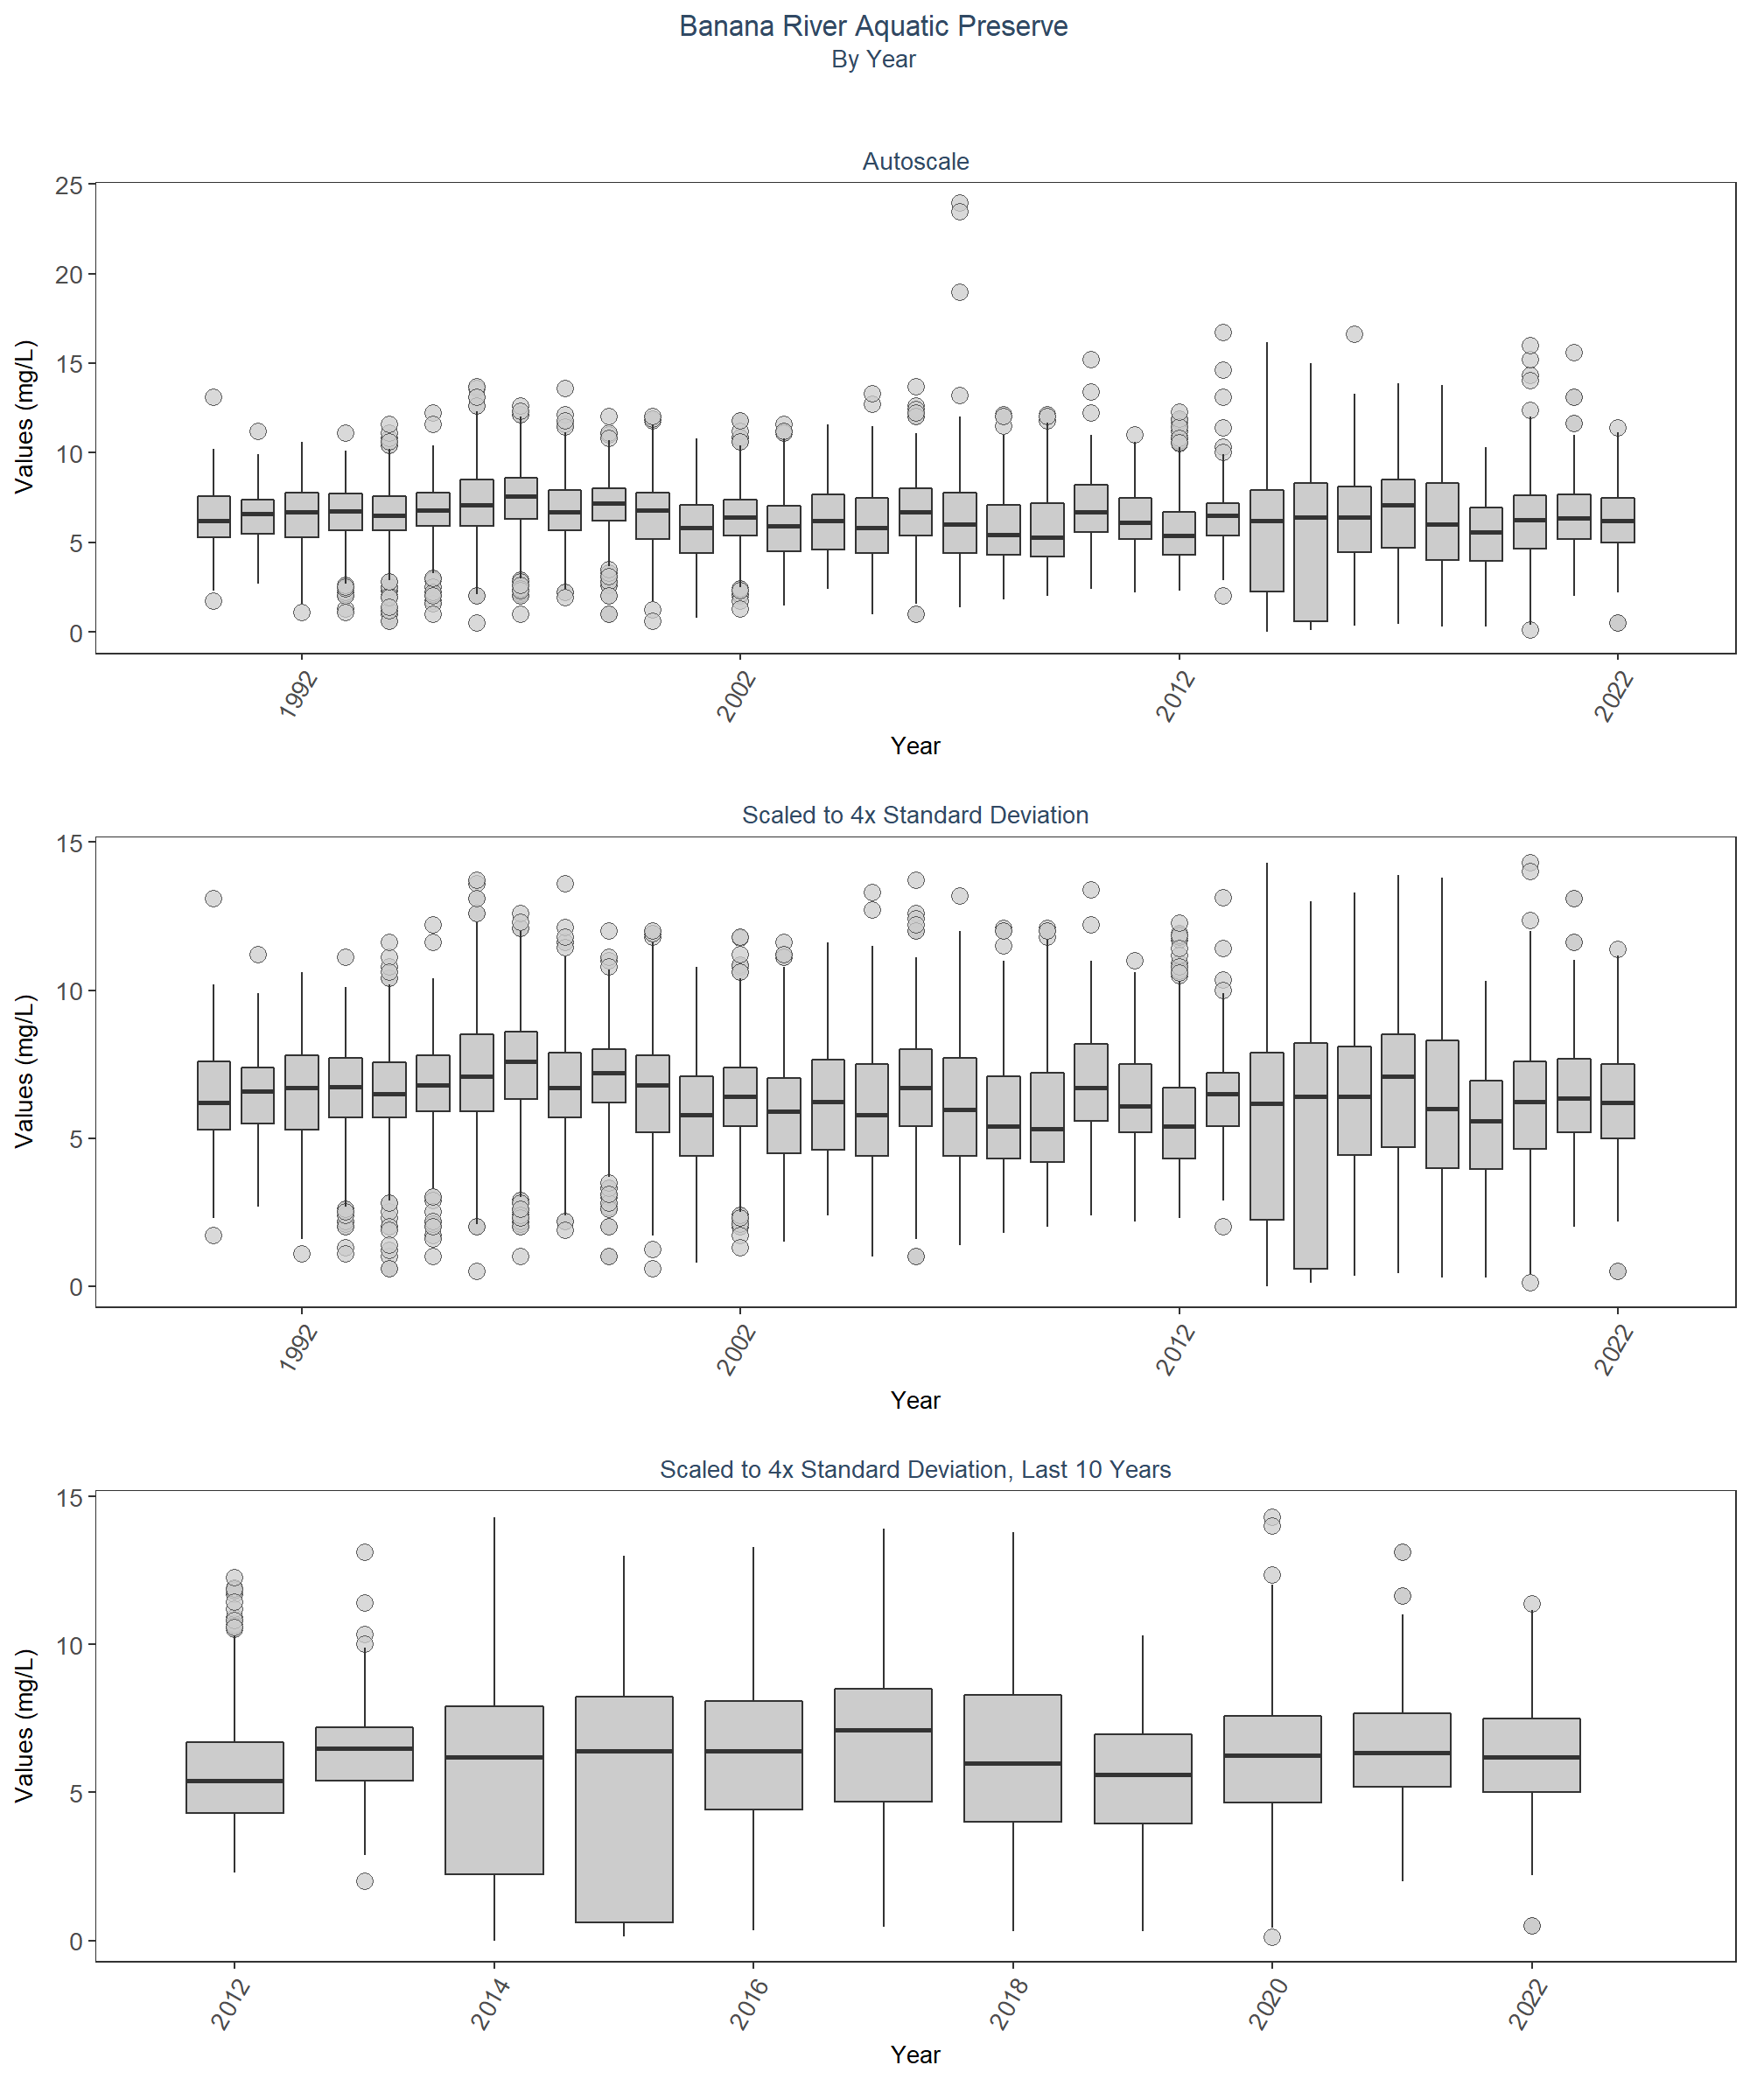 Banana River Aquatic Preserve
By Year
Autoscale
25
20
15
10
5
0
Values (mg/L)
1992
2002
2012
2022
Year
Scaled to 4x Standard Deviation
15
10
5
0
Values (mg/L)
1992
2002
2012
2022
Year
Scaled to 4x Standard Deviation, Last 10 Years
15
10
5
0
Values (mg/L)
2012
2014
2016
2018
2020
2022
Year